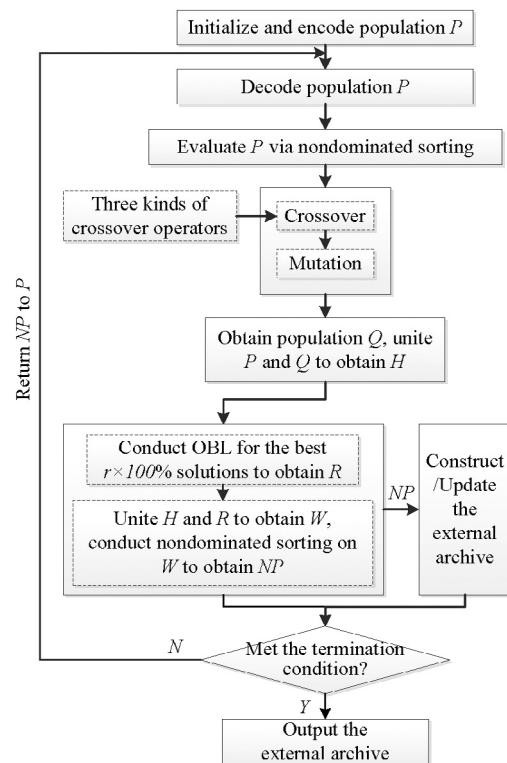 Initialize and encode population P
Decode population P
Evaluate P via nondominated sorting
Three kinds of
crossover operators
Crossover
Mutation
Return NP to P
Obtain population Q, unite
P and Q to obtain H
Conduct OBL for the best
r×100% solutions to obtain R
Unite H and R to obtain W,
conduct nondominated sorting on
W to obtain NP
NP
Construct
/Update
the
external
archive
Met the termination
condition?
N
Y
Output the
external archive